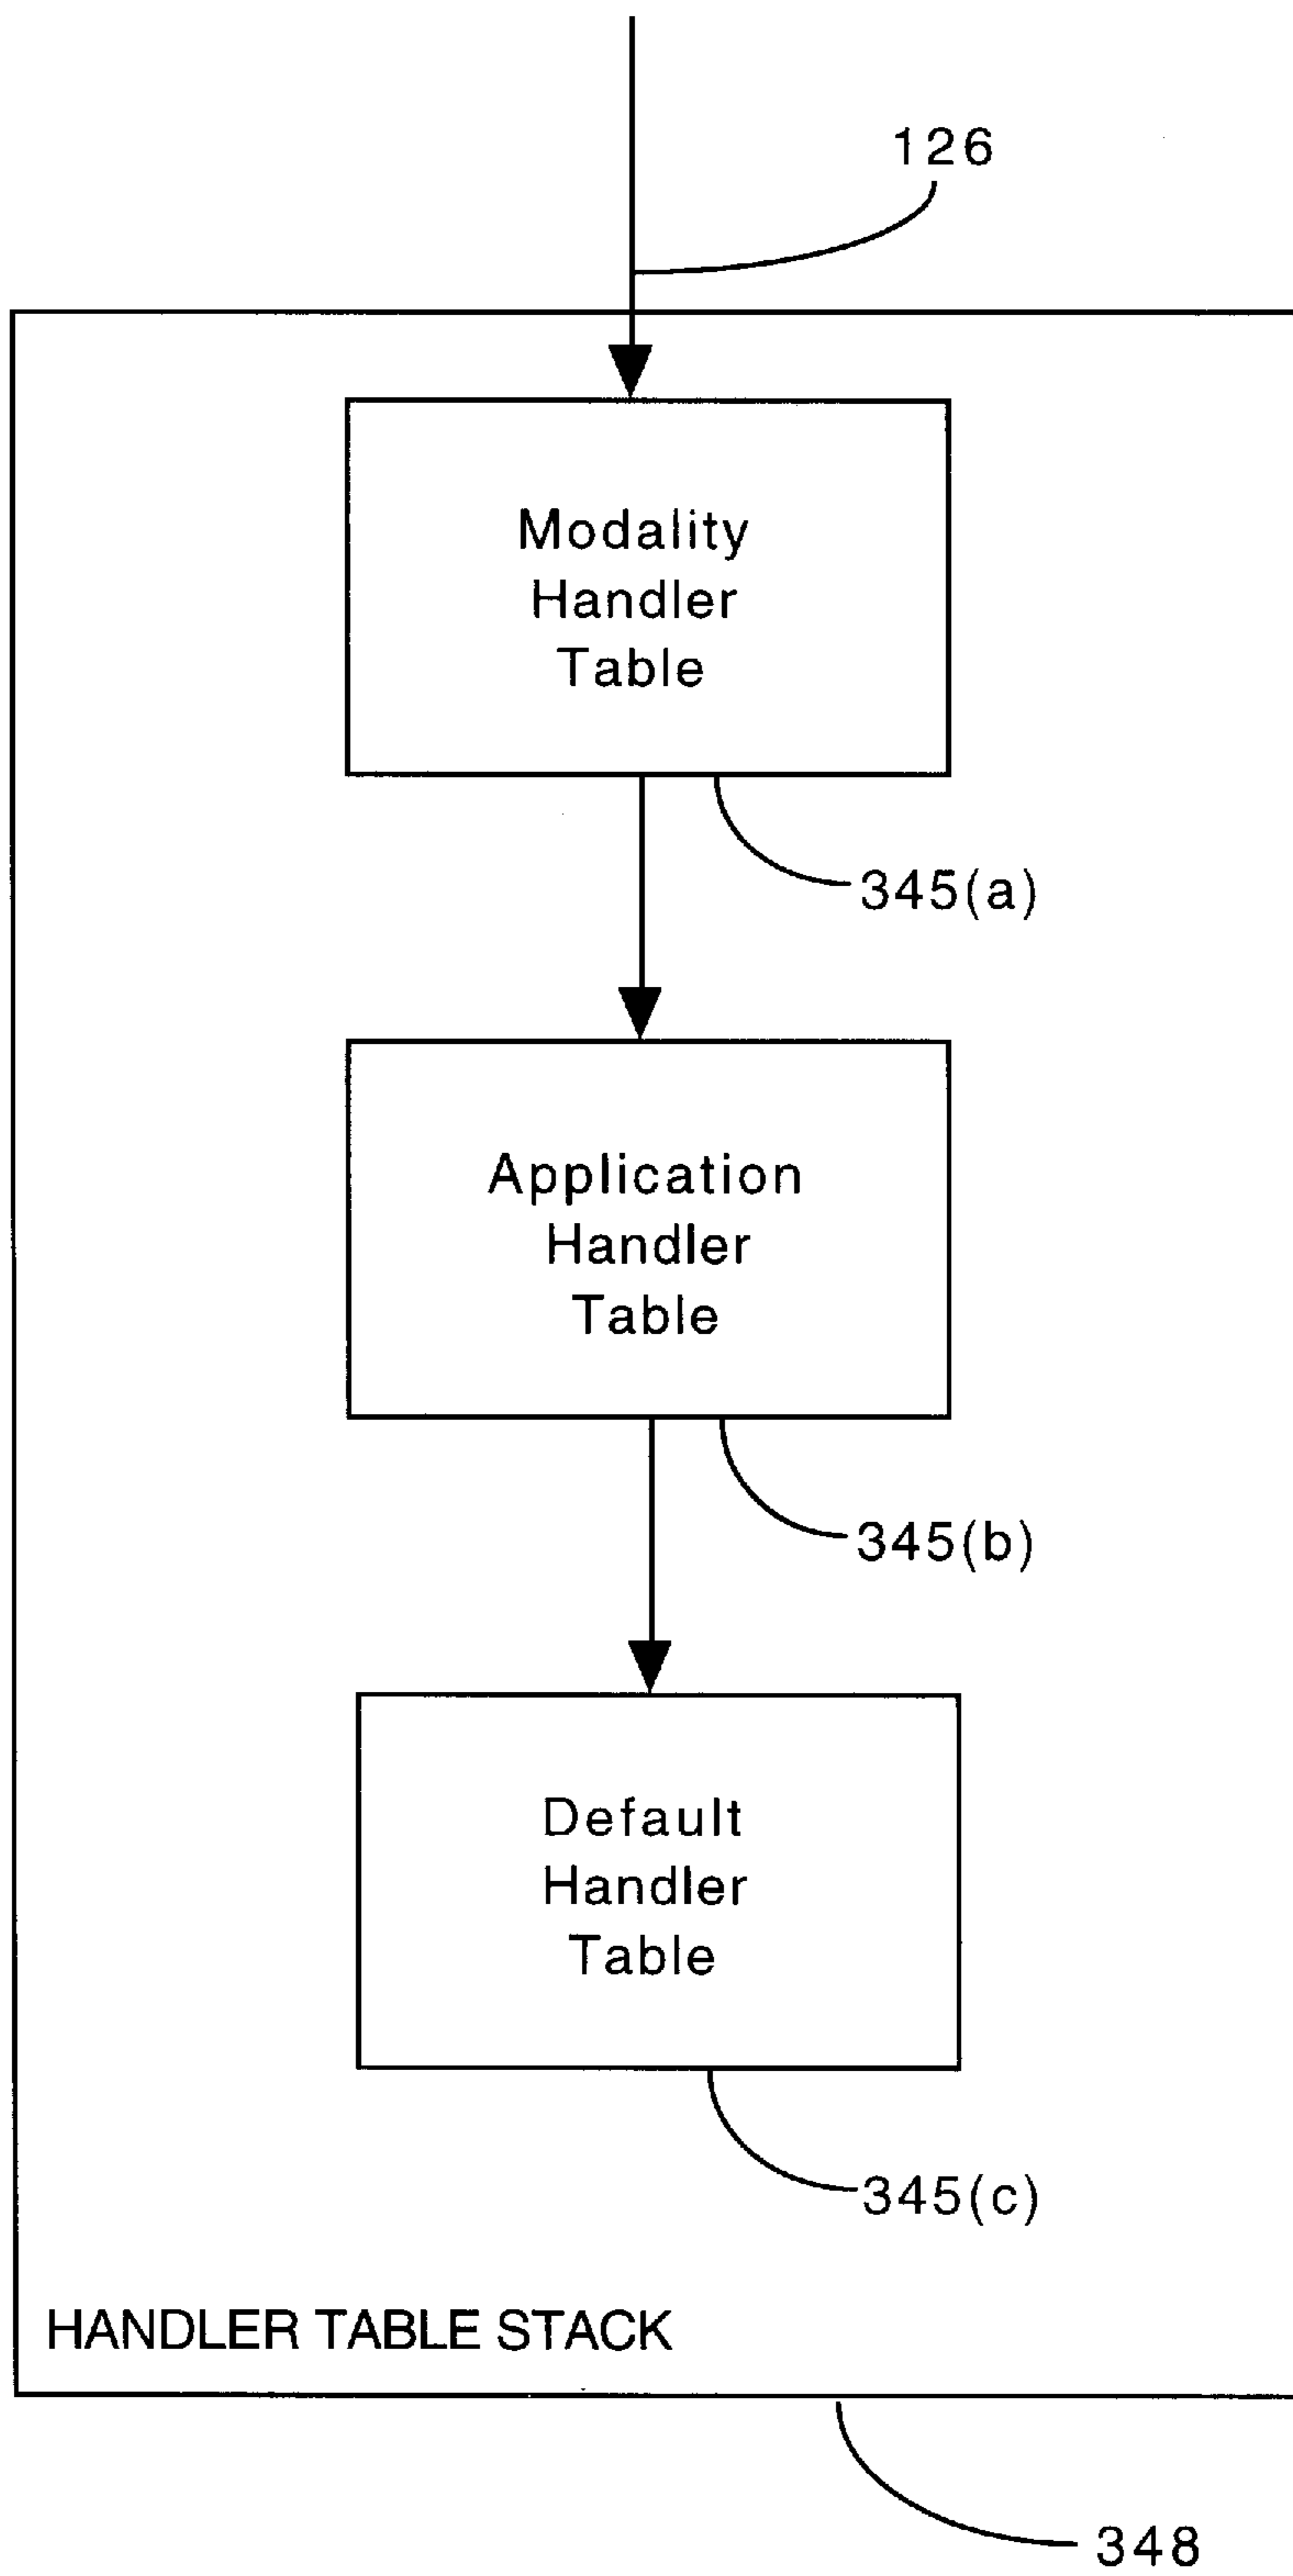 126
Modality
Handler
Table
345(a)
Application
Handler
Table
345(b)
Default
Handler
Table
345(c)
HANDLER TABLE STACK
348